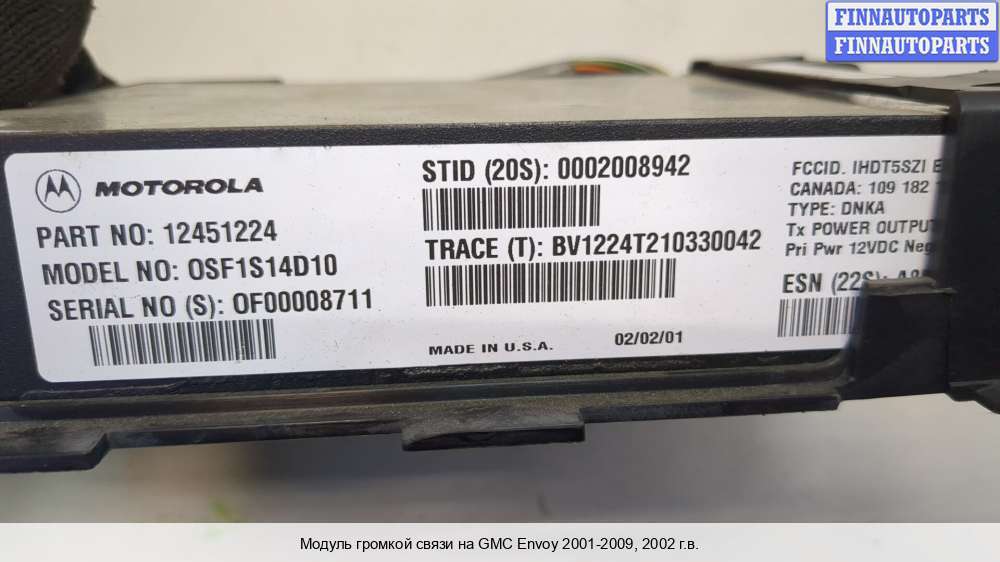 FINNAUTOPARTS
FINNAUTOPARTS
MOTOROLA
PART NO: 12451224
MODEL NO: OSF1S14D10
SERIAL NO (S): OF00008711
STID (20S): 0002008942
TRACE (T): BV1224T210330042
MADE IN U.S.A.
02/02/01
FCCID. IHDT5SZI
CANADA: 109 182
TYPE: DNKA
Tx POWER OUTPUT
Pri Pwr 12VDC Neg
ESN (22S):
Модуль громкой связи на GMC Envoy 2001-2009, 2002 г.в.